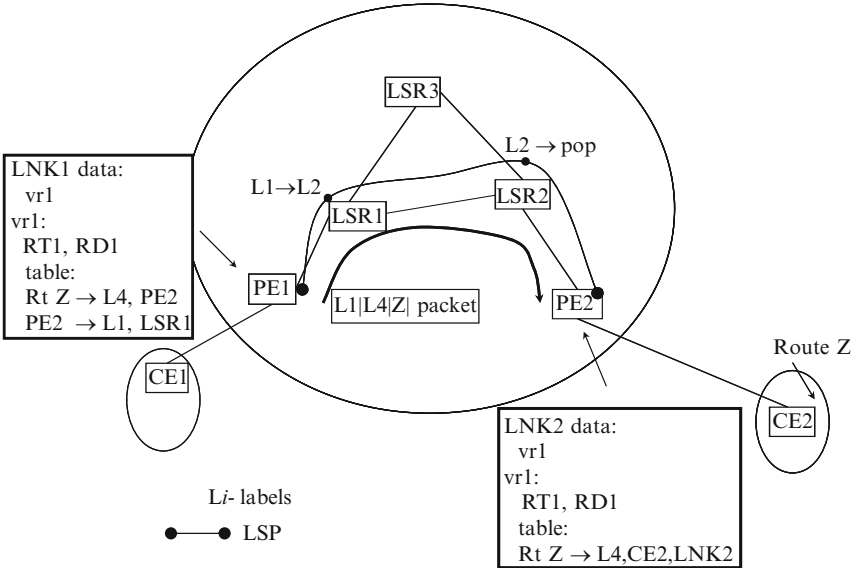 LSR3
L2 → pop
LNK1 data:
vr1
vr1:
RT1, RD1
table:
Rt Z → L4, PE2
PE2 → L1, LSR1
L1→L2
LSR2
LSR1
PE1
L1|L4|Z| packet
PE2
Route Z
CE1
CE2
LNK2 data:
vr1
vr1:
RT1, RD1
table:
Rt Z → L4,CE2,LNK2
Li- labels
LSP